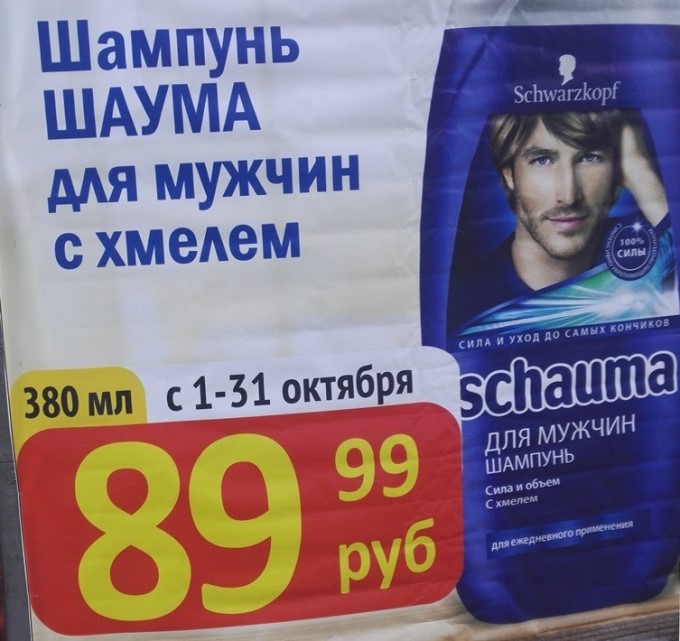 Шампунь
ШАУМА
для мужчин
с хмелем
380 мл
с 1-31 октября
89 99
руб
Schwarzkopf
100%
СИЛЫ
СИЛА И УХОД ДО САМЫХ КОНЧИКОВ
schauma
ДЛЯ МУЖЧИН
ШАМПУНЬ
Сила и объем
С хмелем
для ежедневного применения